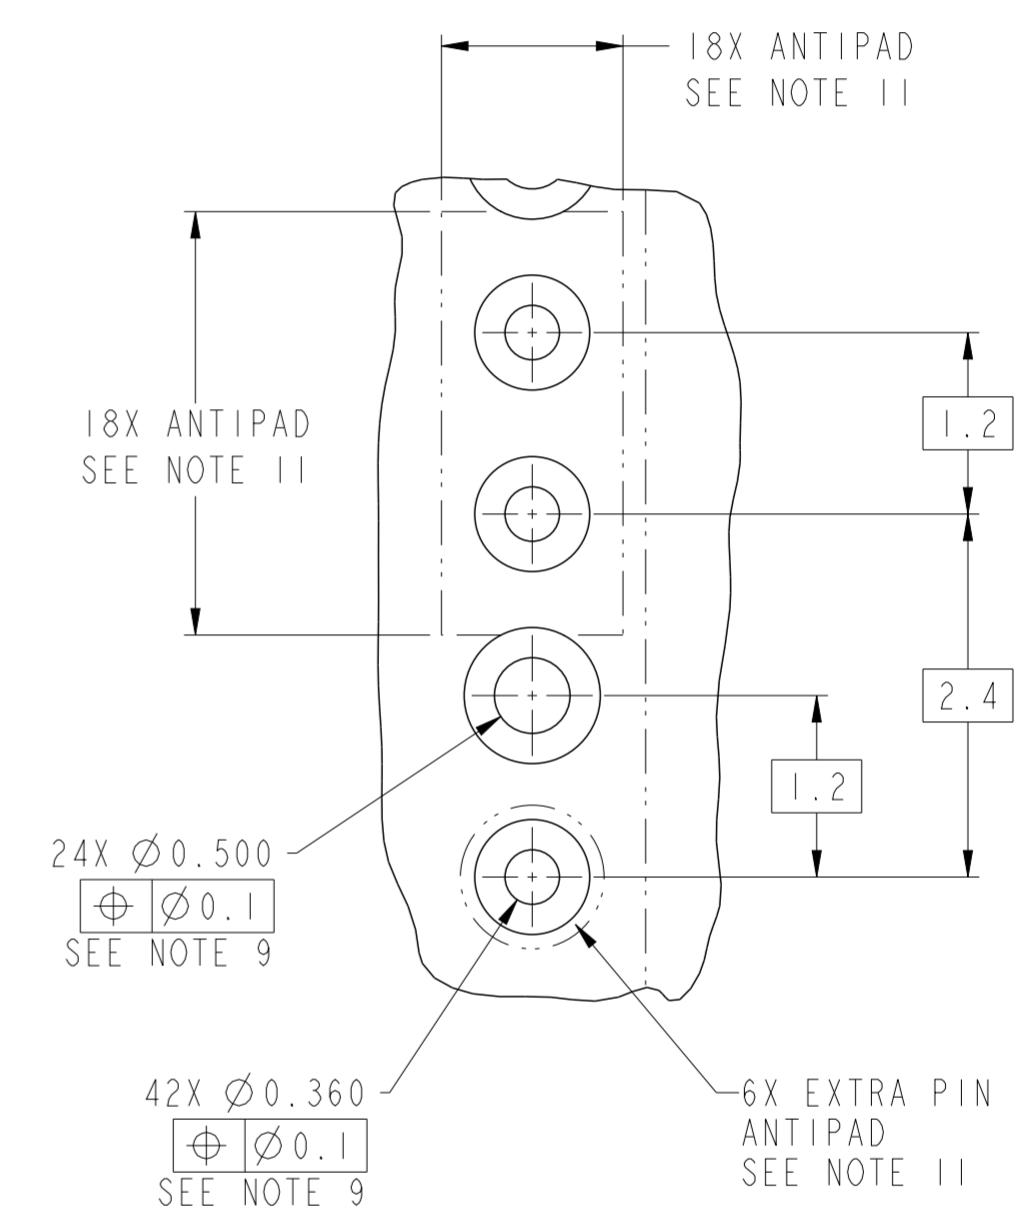 18X ANTIPAD
SEE NOTE 11
18X ANTIPAD
SEE NOTE 11
1.2
2.4
1.2
24X Ø0.500
⌖ Ø0.1
SEE NOTE 9
42X Ø0.360
⌖ Ø0.1
SEE NOTE 9
6X EXTRA PIN
ANTIPAD
SEE NOTE 11